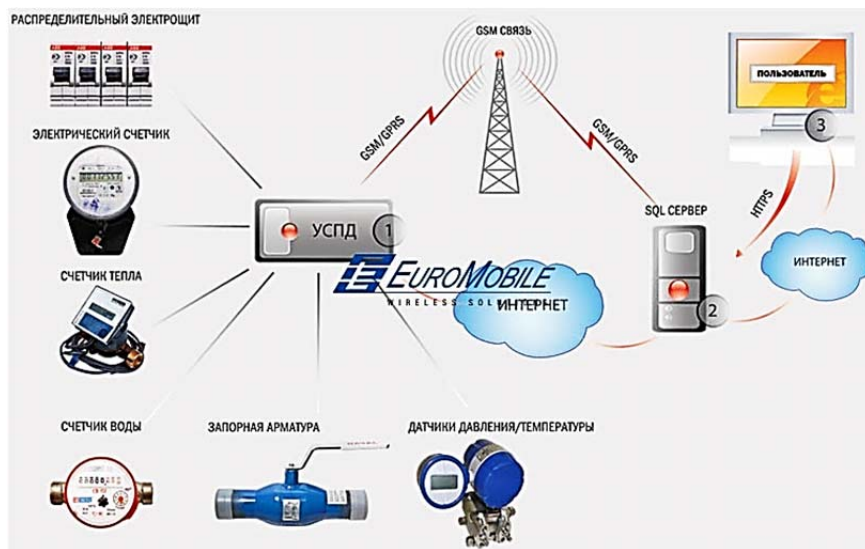 РАСПРЕДЕЛИТЕЛЬНЫЙ ЭЛЕКТРОЩИТ
GSM СВЯЗЬ
ПОЛЬЗОВАТЕЛЬ
3
ЭЛЕКТРИЧЕСКИЙ СЧЕТЧИК
GSM/GPRS
GSM/GPRS
HTTPS
SQL СЕРВЕР
УСПД 1
ИНТЕРНЕТ
СЧЕТЧИК ТЕПЛА
EUROMOBILE
WIRELESS SOLUTIONS
ИНТЕРНЕТ
2
СЧЕТЧИК ВОДЫ
ЗАПОРНАЯ АРМАТУРА
ДАТЧИКИ ДАВЛЕНИЯ/ТЕМПЕРАТУРЫ